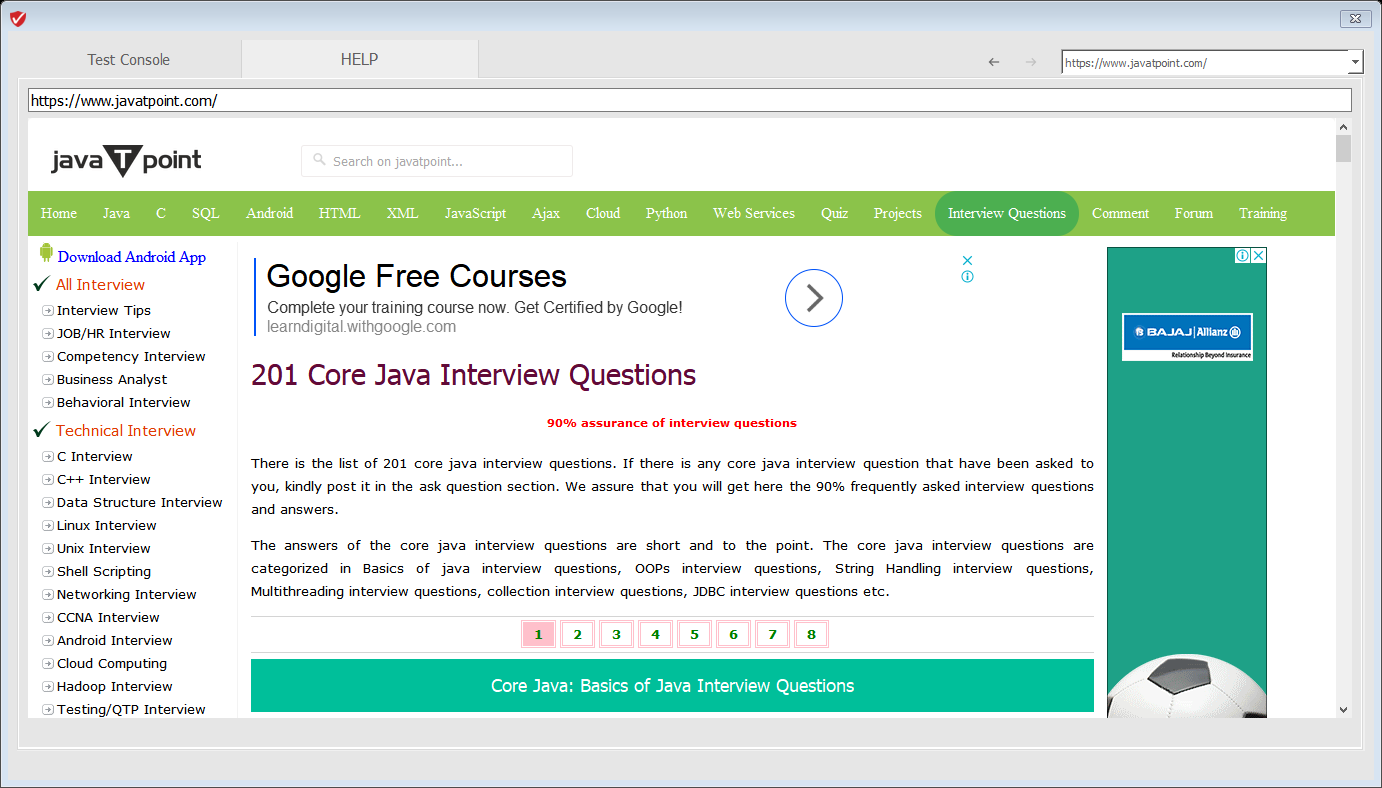 Test Console
HELP
https://www.javatpoint.com/
https://www.javatpoint.com/
javaTpoint
Search on javatpoint...
Home Java C SQL Android HTML XML JavaScript Ajax Cloud Python Web Services Quiz Projects Interview Questions Comment Forum Training
Download Android App
All Interview
Interview Tips
JOB/HR Interview
Competency Interview
Business Analyst
Behavioral Interview
Technical Interview
C Interview
C++ Interview
Data Structure Interview
Linux Interview
Unix Interview
Shell Scripting
Networking Interview
CCNA Interview
Android Interview
Cloud Computing
Hadoop Interview
Testing/QTP Interview
Google Free Courses
Complete your training course now. Get Certified by Google!
learndigital.withgoogle.com
201 Core Java Interview Questions
90% assurance of interview questions
There is the list of 201 core java interview questions. If there is any core java interview question that have been asked to
you, kindly post it in the ask question section. We assure that you will get here the 90% frequently asked interview questions
and answers.
The answers of the core java interview questions are short and to the point. The core java interview questions are
categorized in Basics of java interview questions, OOPs interview questions, String Handling interview questions,
Multithreading interview questions, collection interview questions, JDBC interview questions etc.
1 2 3 4 5 6 7 8
Core Java: Basics of Java Interview Questions
BAJAJ Allianz
Relationship Beyond Insurance